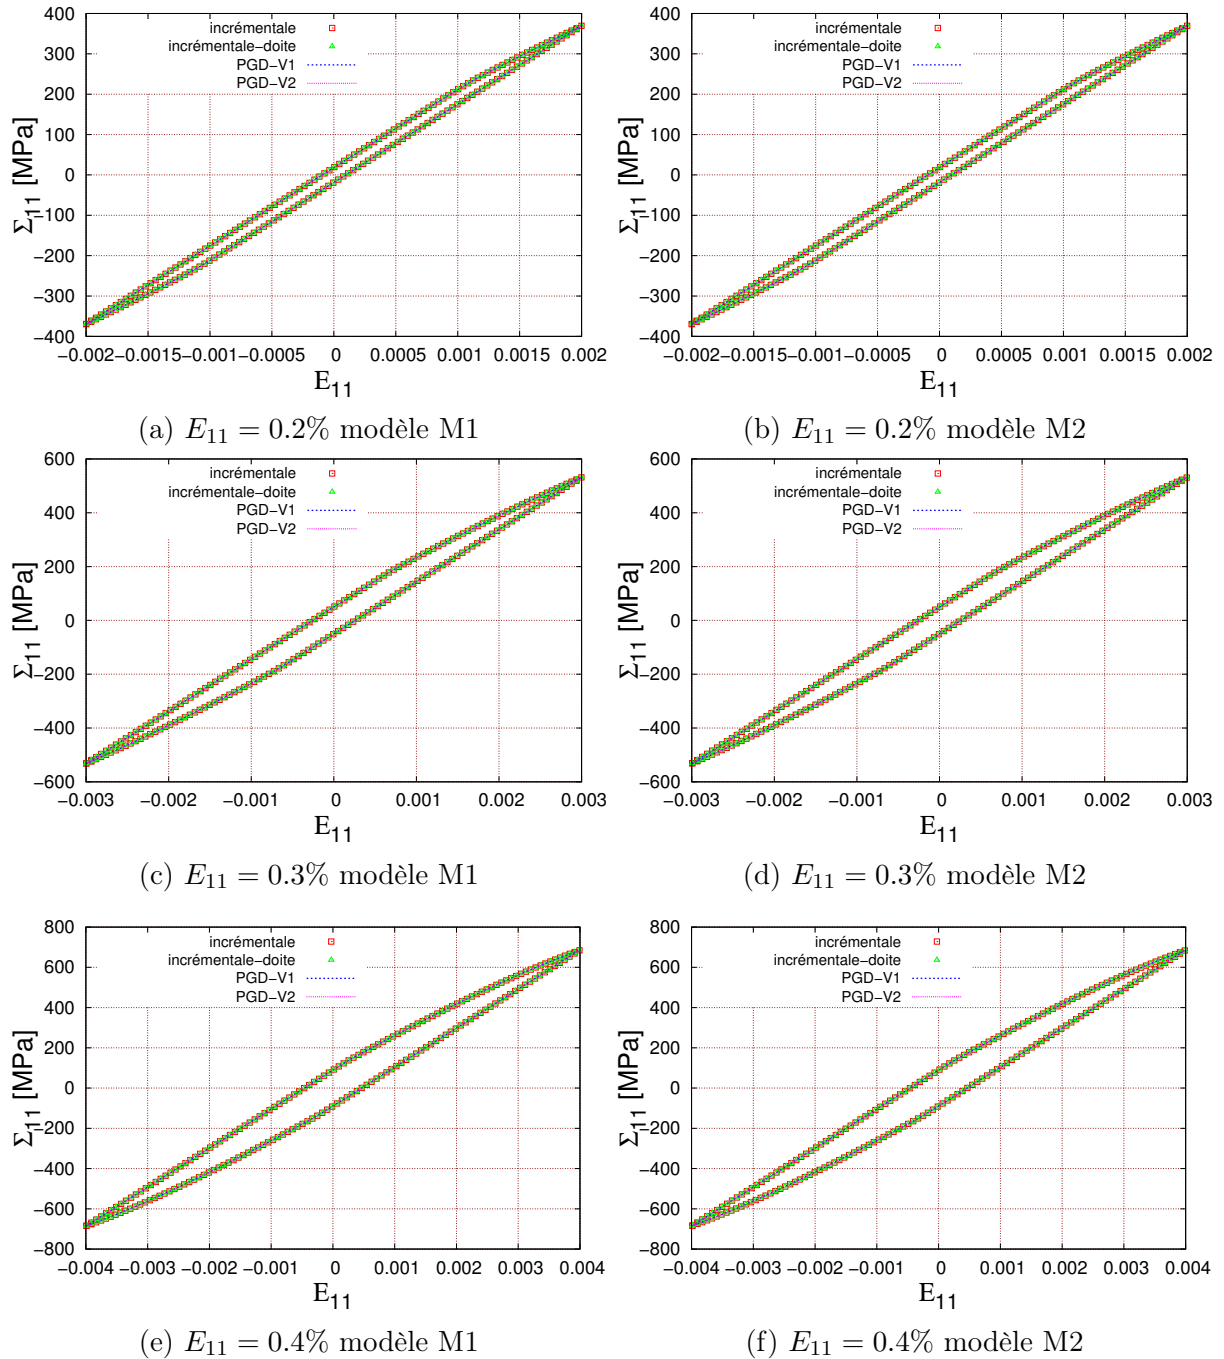 400
300
200
100
0
−100
−200
−300
−400
Σ11 [MPa]
incrémentale
incrémentale−doite
PGD−V1
PGD−V2
−0.002 −0.0015 −0.001 −0.0005 0 0.0005 0.001 0.0015 0.002
E11
(a) E11 = 0.2% modèle M1
400
300
200
100
0
−100
−200
−300
−400
Σ11 [MPa]
incrémentale
incrémentale−doite
PGD−V1
PGD−V2
−0.002 −0.0015 −0.001 −0.0005 0 0.0005 0.001 0.0015 0.002
E11
(b) E11 = 0.2% modèle M2
600
400
200
0
−200
−400
−600
Σ11 [MPa]
incrémentale
incrémentale−doite
PGD−V1
PGD−V2
−0.003 −0.002 −0.001 0 0.001 0.002 0.003
E11
(c) E11 = 0.3% modèle M1
600
400
200
0
−200
−400
−600
Σ11 [MPa]
incrémentale
incrémentale−doite
PGD−V1
PGD−V2
−0.003 −0.002 −0.001 0 0.001 0.002 0.003
E11
(d) E11 = 0.3% modèle M2
800
600
400
200
0
−200
−400
−600
−800
Σ11 [MPa]
incrémentale
incrémentale−doite
PGD−V1
PGD−V2
−0.004 −0.003 −0.002 −0.001 0 0.001 0.002 0.003 0.004
E11
(e) E11 = 0.4% modèle M1
800
600
400
200
0
−200
−400
−600
−800
Σ11 [MPa]
incrémentale
incrémentale−doite
PGD−V1
PGD−V2
−0.004 −0.003 −0.002 −0.001 0 0.001 0.002 0.003 0.004
E11
(f) E11 = 0.4% modèle M2